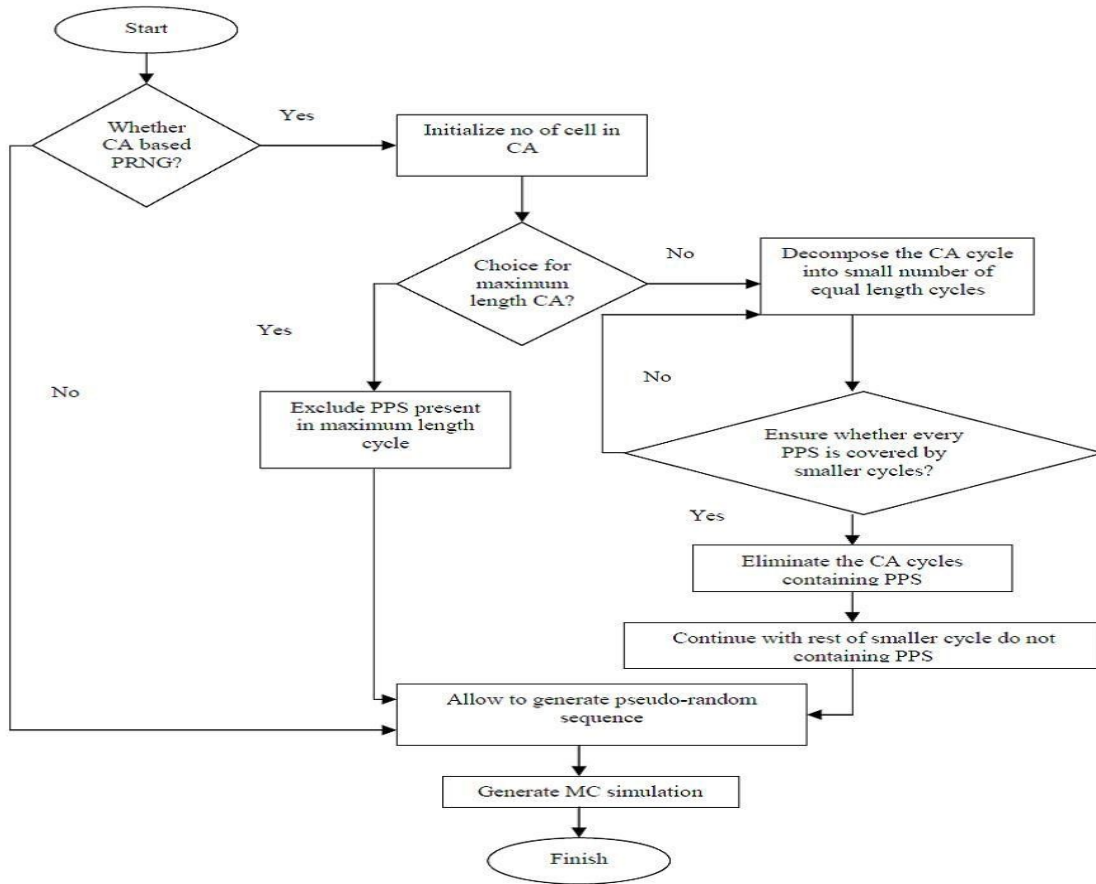 Start
Whether
CA based
PRNG?
Yes
Initialize no of cell in
CA
Choice for
maximum
length CA?
No
Decompose the CA cycle
into small number of
equal length cycles
Yes
No
No
Exclude PPS present
in maximum length
cycle
Ensure whether every
PPS is covered by
smaller cycles?
Yes
Eliminate the CA cycles
containing PPS
Continue with rest of smaller cycle do not
containing PPS
Allow to generate pseudo-random
sequence
Generate MC simulation
Finish